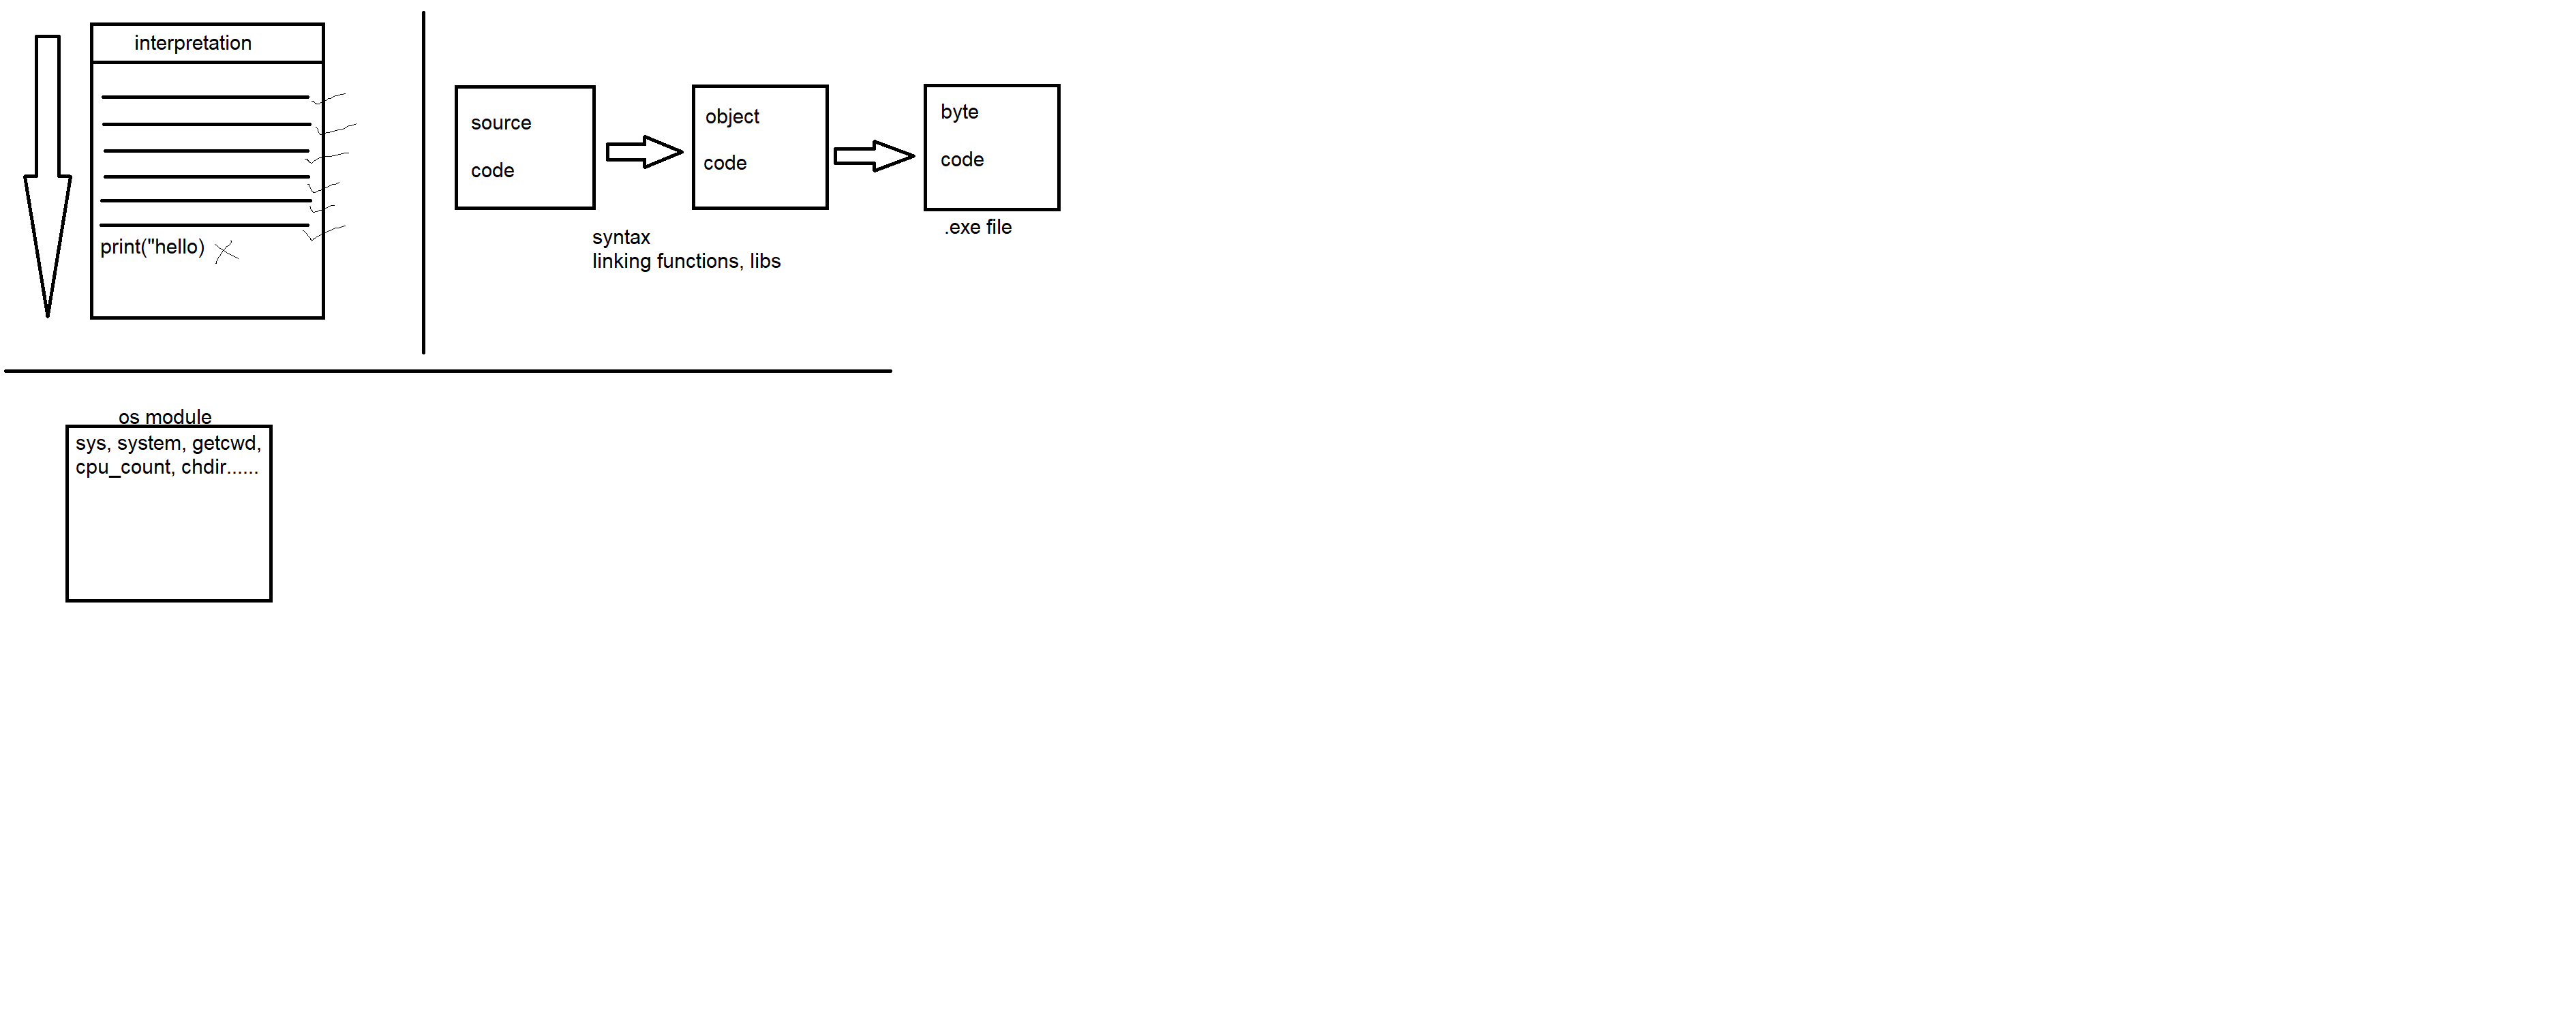 interpretation
print("hello)
source
code
object
code
byte
code
syntax
linking functions, libs
.exe file
os module
sys, system, getcwd,
cpu_count, chdir......